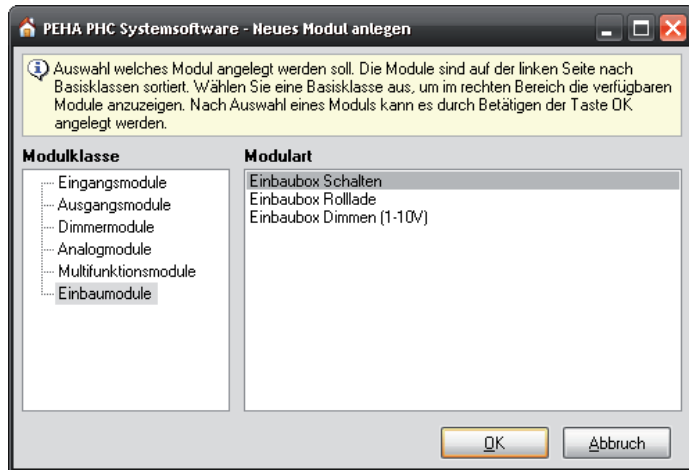 PEHA PHC Systemsoftware - Neues Modul anlegen
Auswahl welches Modul angelegt werden soll. Die Module sind auf der linken Seite nach
Basisklassen sortiert. Wählen Sie eine Basisklasse aus, um im rechten Bereich die verfügbaren
Module anzuzeigen. Nach Auswahl eines Moduls kann es durch Betätigen der Taste OK
angelegt werden.
Modulklasse
Eingangsmodule
Ausgangsmodule
Dimmermodule
Analogmodule
Multifunktionsmodule
Einbaumodule
Modulart
Einbaubox Schalten
Einbaubox Rolllade
Einbaubox Dimmen (1-10V)
OK
Abbruch